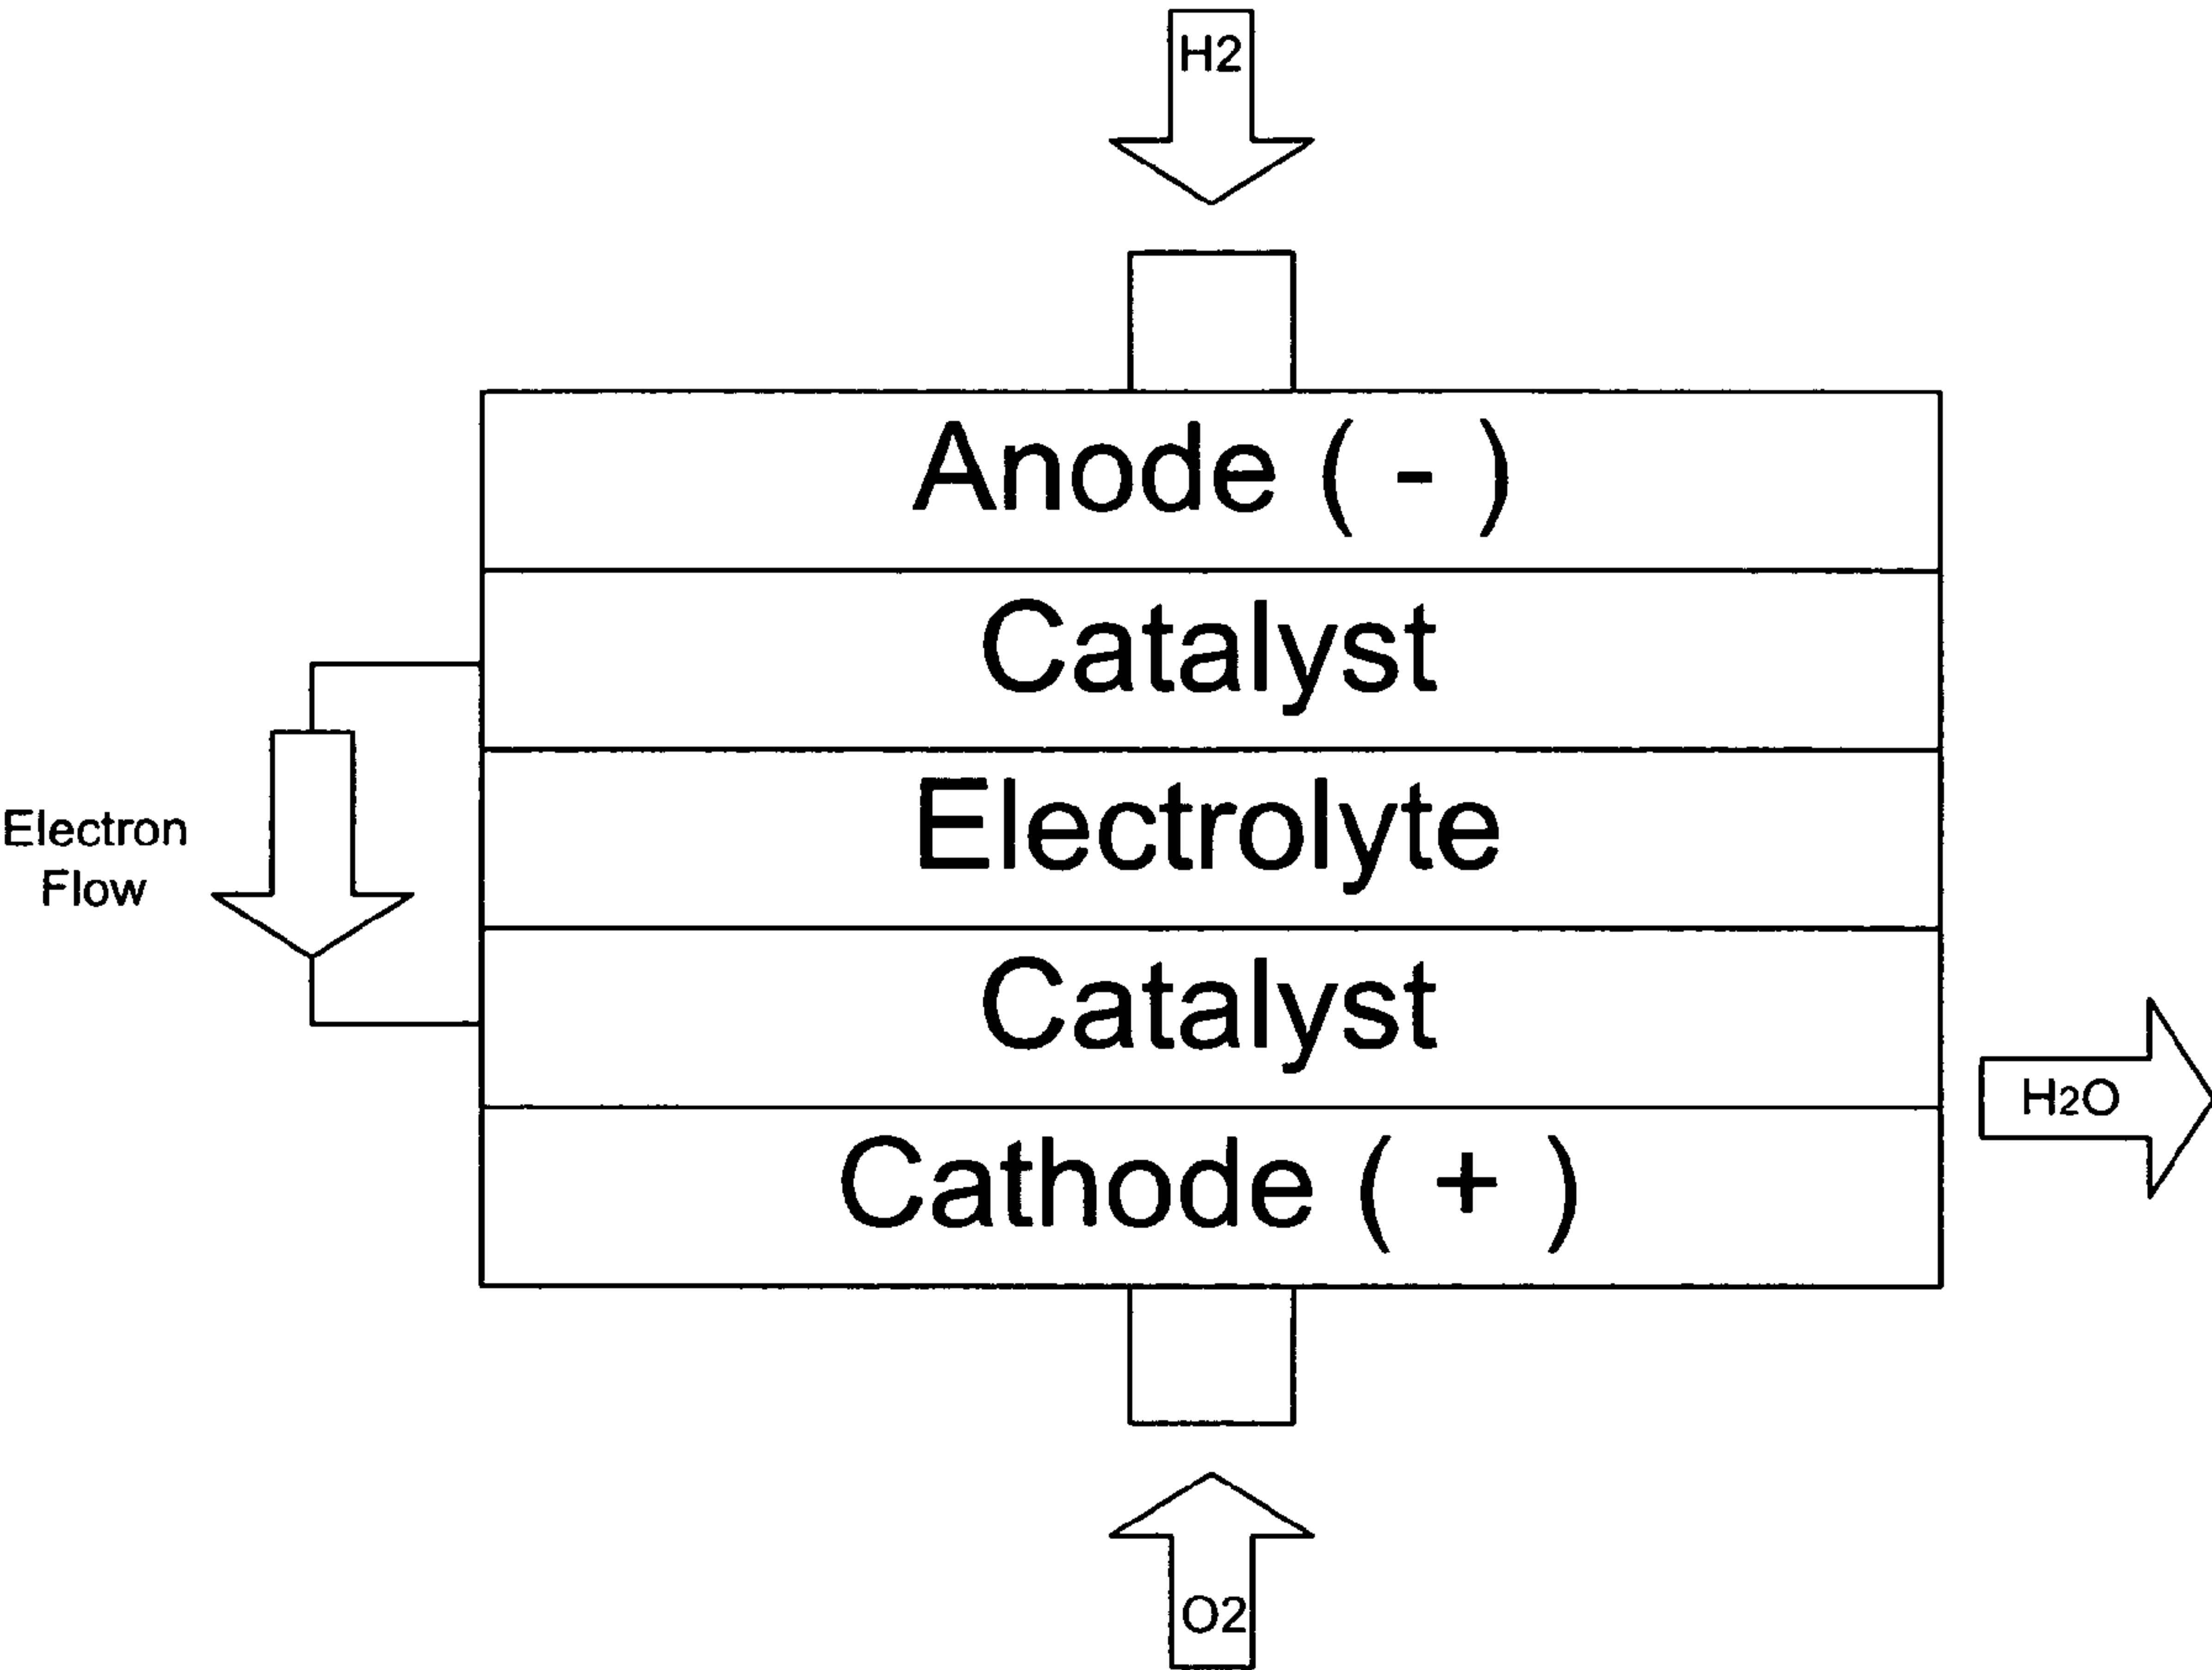 H2
Anode ( - )
Catalyst
Electron
Flow
Electrolyte
Catalyst
H2O
Cathode ( + )
O2